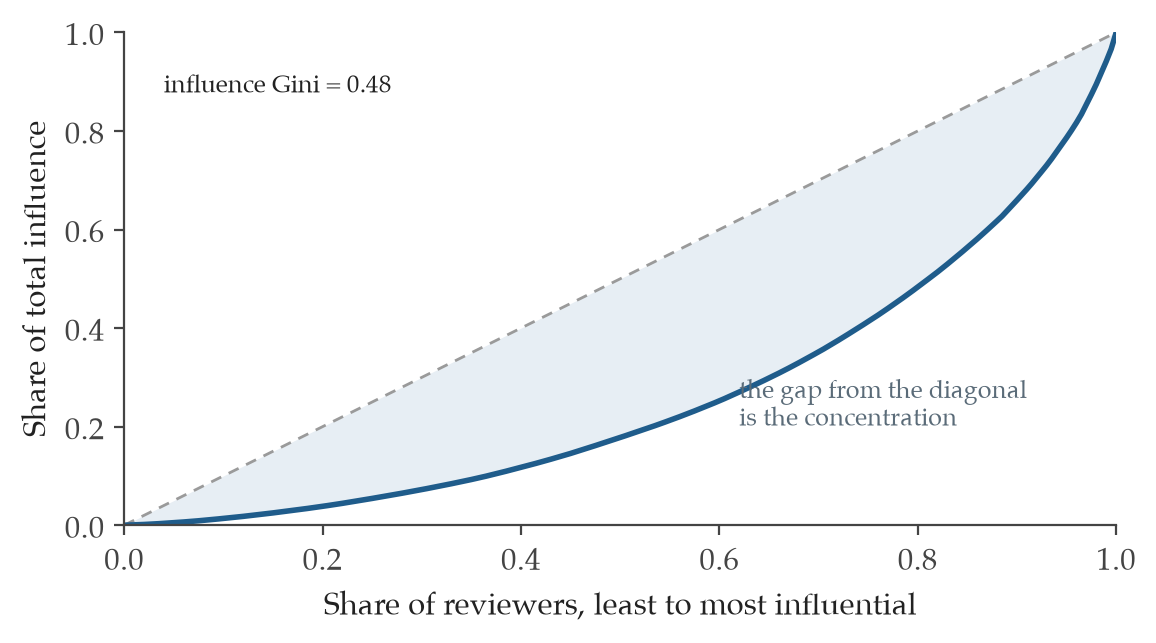 1.0
influence Gini = 0.48
0.8
0.6
0.4
0.2
0.0
Share of total influence
the gap from the diagonal
is the concentration
0.0 0.2 0.4 0.6 0.8 1.0
Share of reviewers, least to most influential